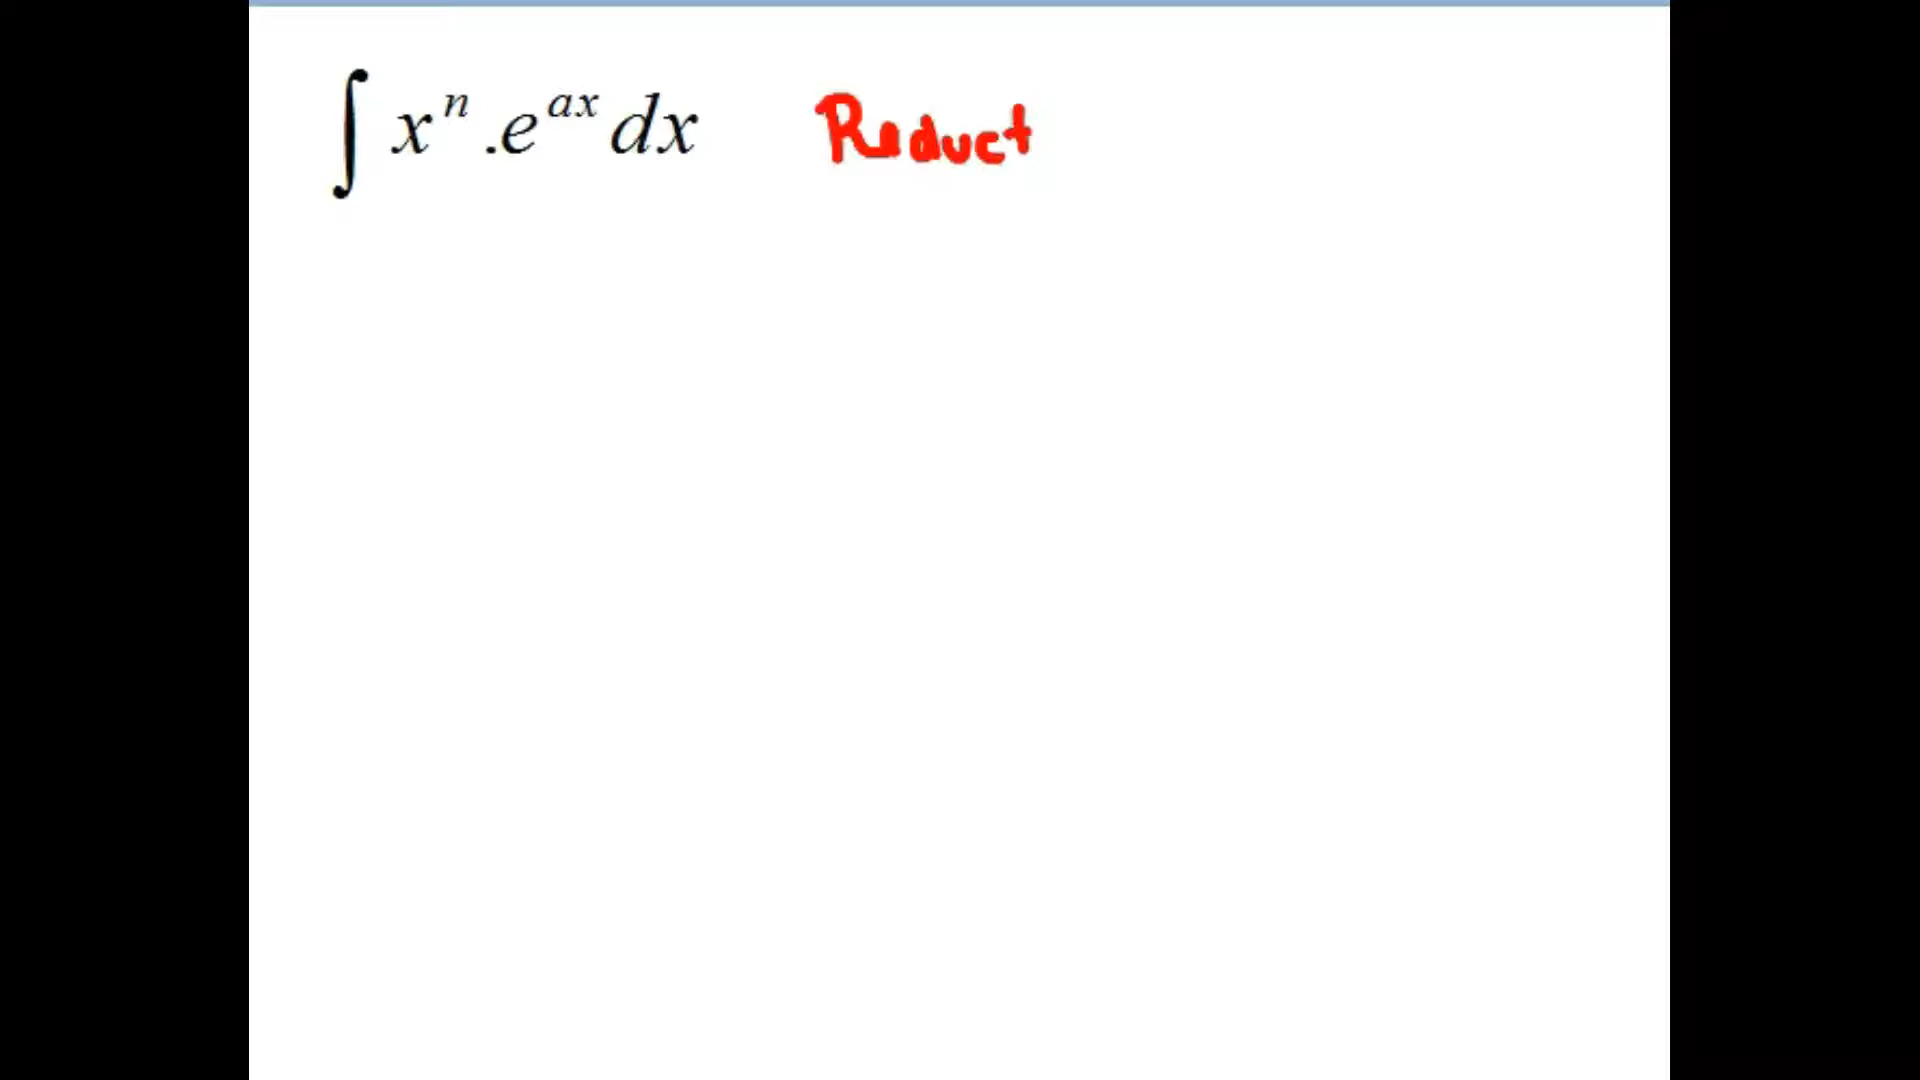 ∫ xⁿ .eᵃˣ dx Reduct